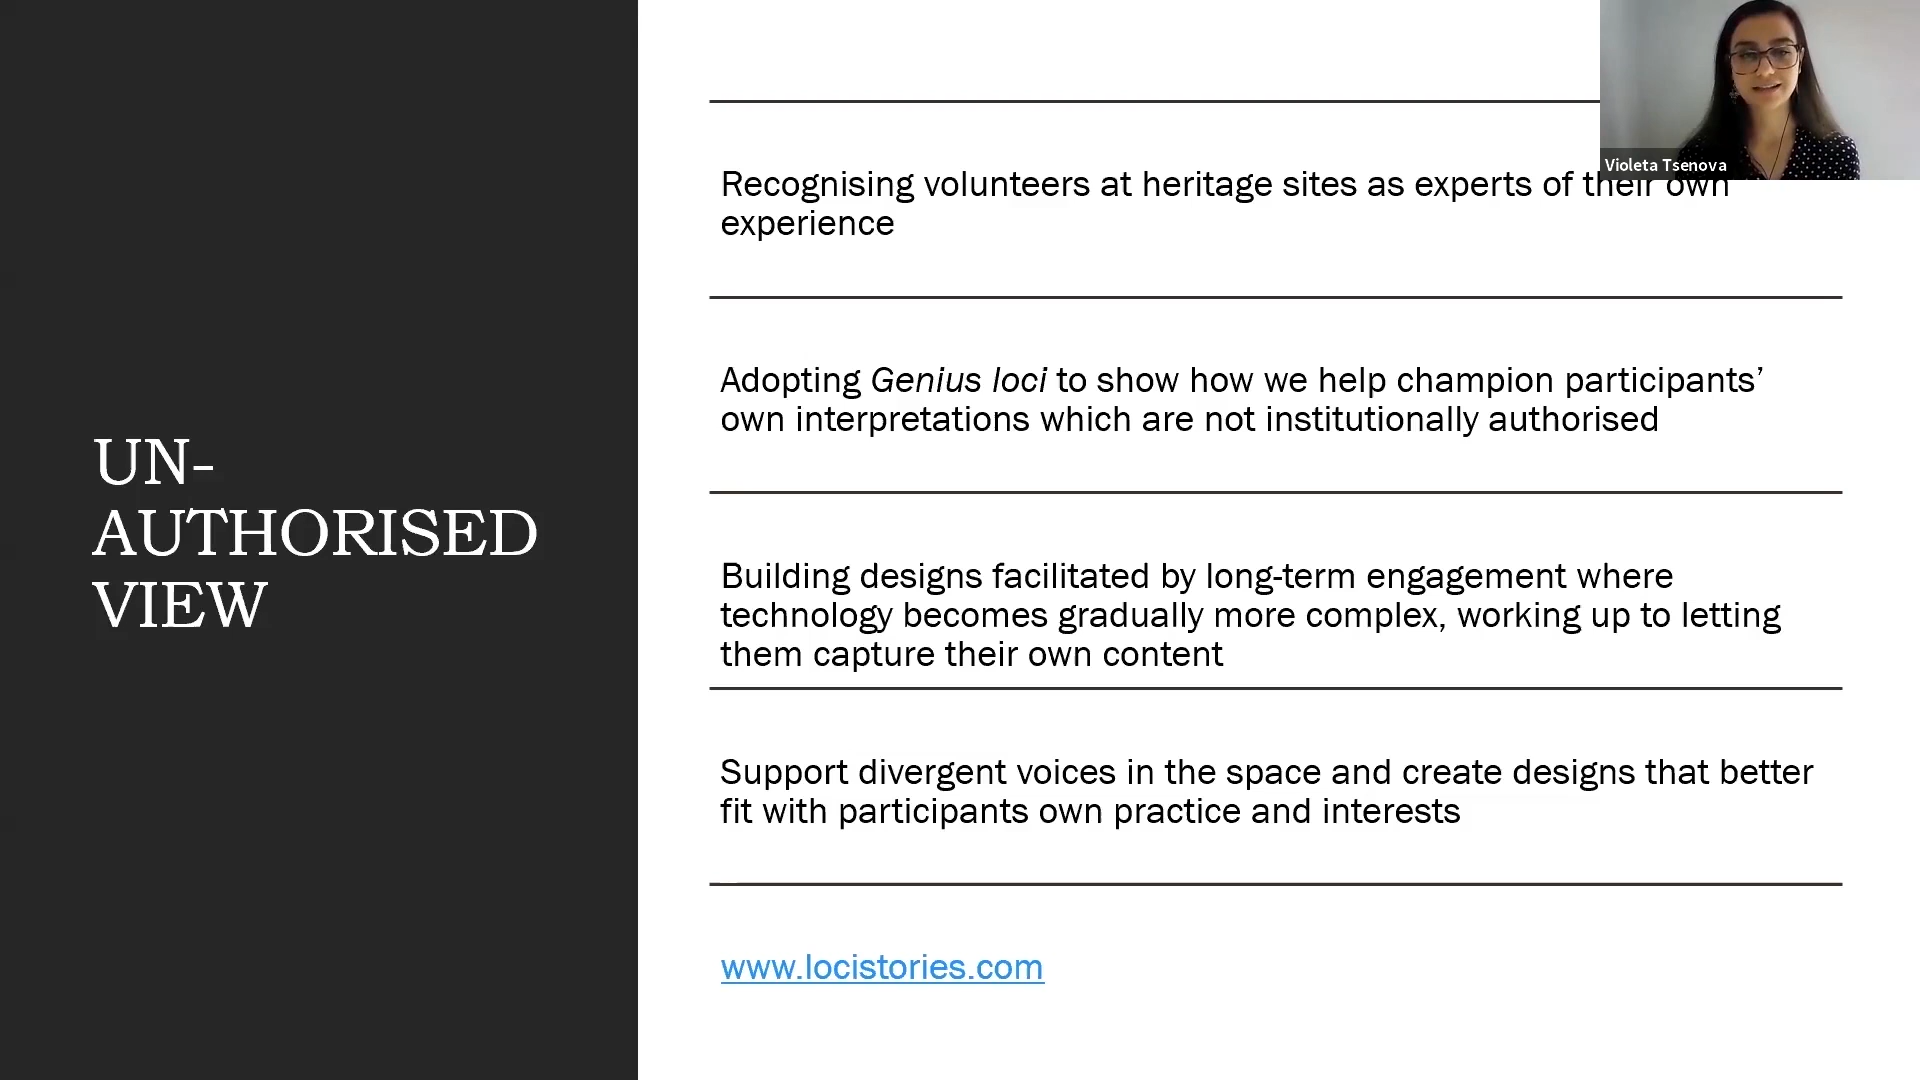 UN-
AUTHORISED
VIEW
Violeta Tsenova
Recognising volunteers at heritage sites as experts of their own
experience
Adopting Genius loci to show how we help champion participants’
own interpretations which are not institutionally authorised
Building designs facilitated by long-term engagement where
technology becomes gradually more complex, working up to letting
them capture their own content
Support divergent voices in the space and create designs that better
fit with participants own practice and interests
www.locistories.com